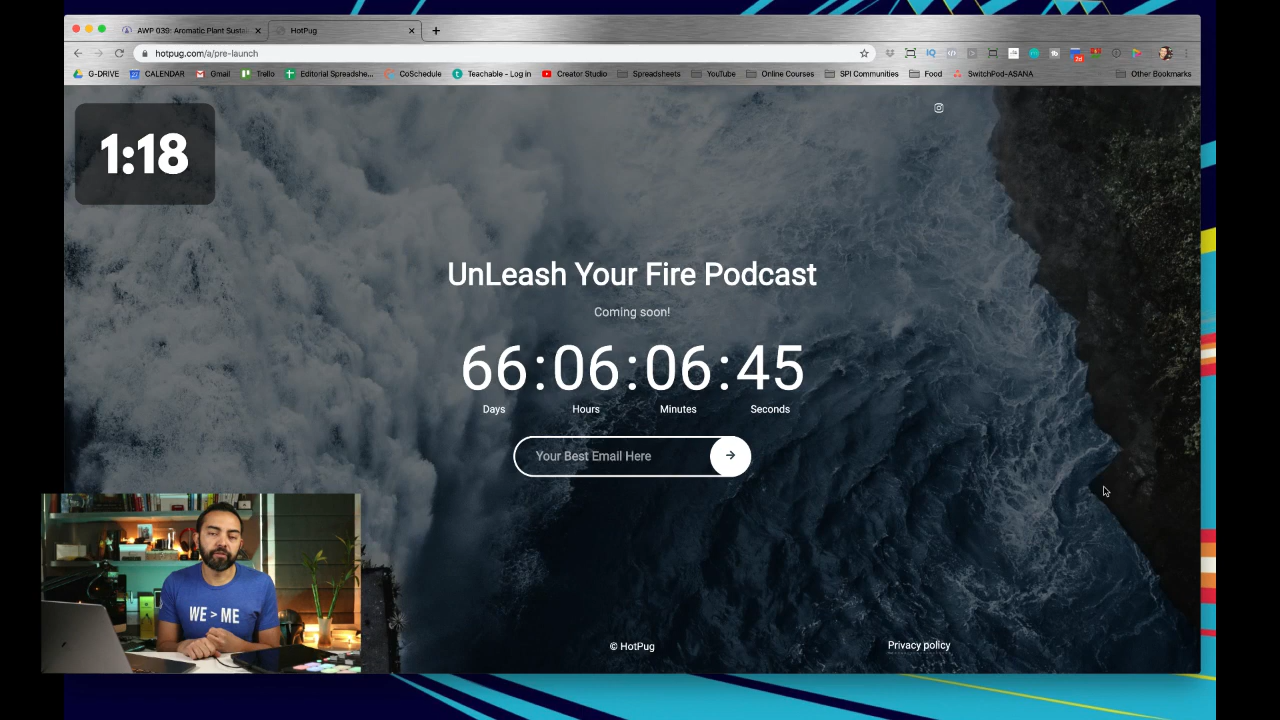 AWP 039: Aromatic Plant Sustai
HotPug
hotpug.com/a/pre-launch
G-DRIVE
CALENDAR
Gmail
Trello
Editorial Spreadshe...
CoSchedule
Teachable - Log in
Creator Studio
Spreadsheets
YouTube
Online Courses
SPI Communities
Food
SwitchPod-ASANA
Other Bookmarks
1:18
UnLeash Your Fire Podcast
Coming soon!
66:06:06:45
Days Hours Minutes Seconds
Your Best Email Here
WE > ME
© HotPug
Privacy policy